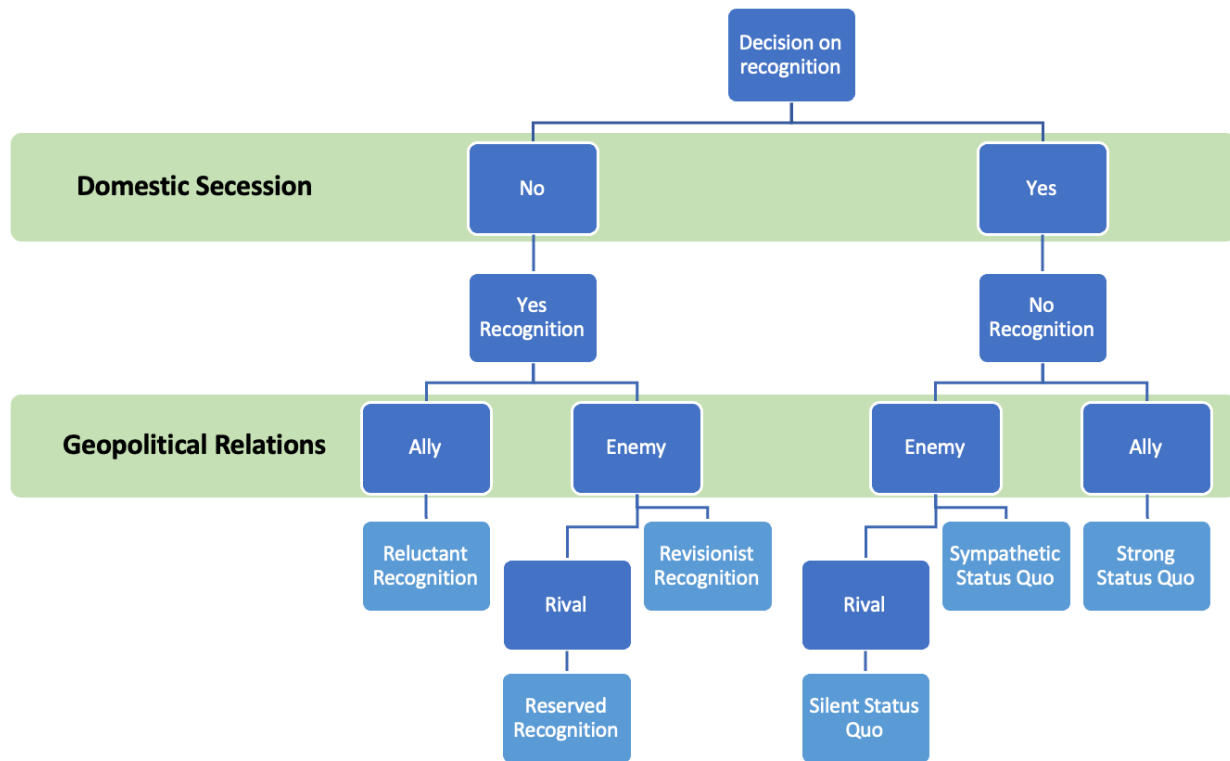 Decision on
recognition
Domestic Secession
No
Yes
Yes
Recognition
No
Recognition
Geopolitical Relations
Ally
Enemy
Enemy
Ally
Reluctant
Recognition
Revisionist
Recognition
Sympathetic
Status Quo
Strong
Status Quo
Rival
Rival
Reserved
Recognition
Silent Status
Quo